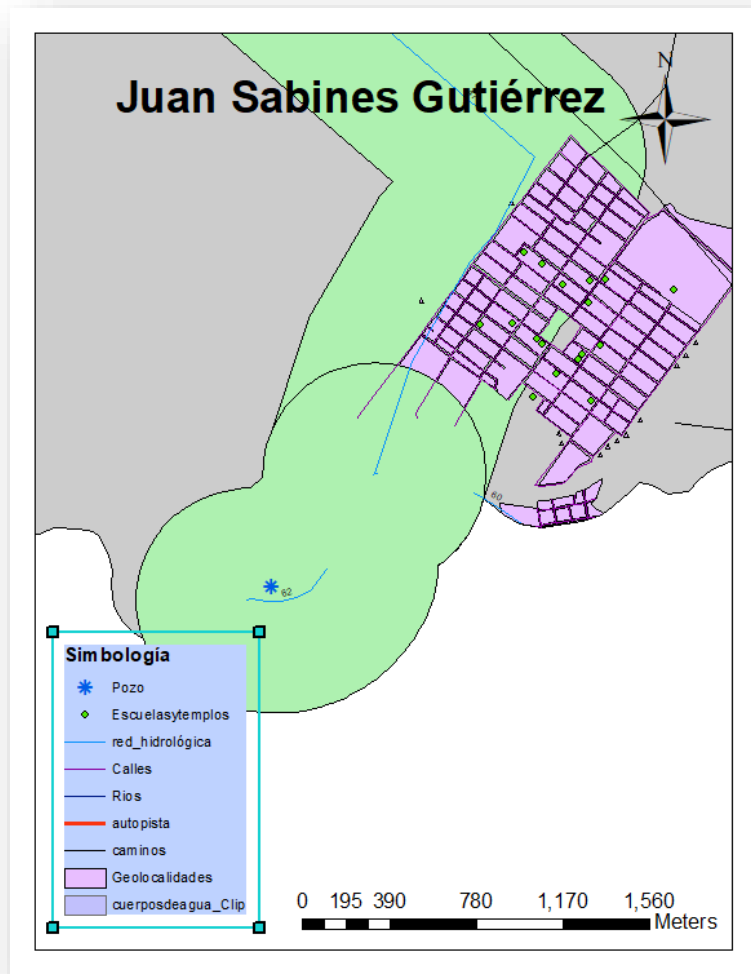 N
Juan Sabines Gutiérrez
60
62
Simbología
Pozo
Escuelasytemplos
red_hidrológica
Calles
Rios
autopista
caminos
Geolocalidades
cuerposdeagua_Clip
0 195 390 780 1,170 1,560
Meters